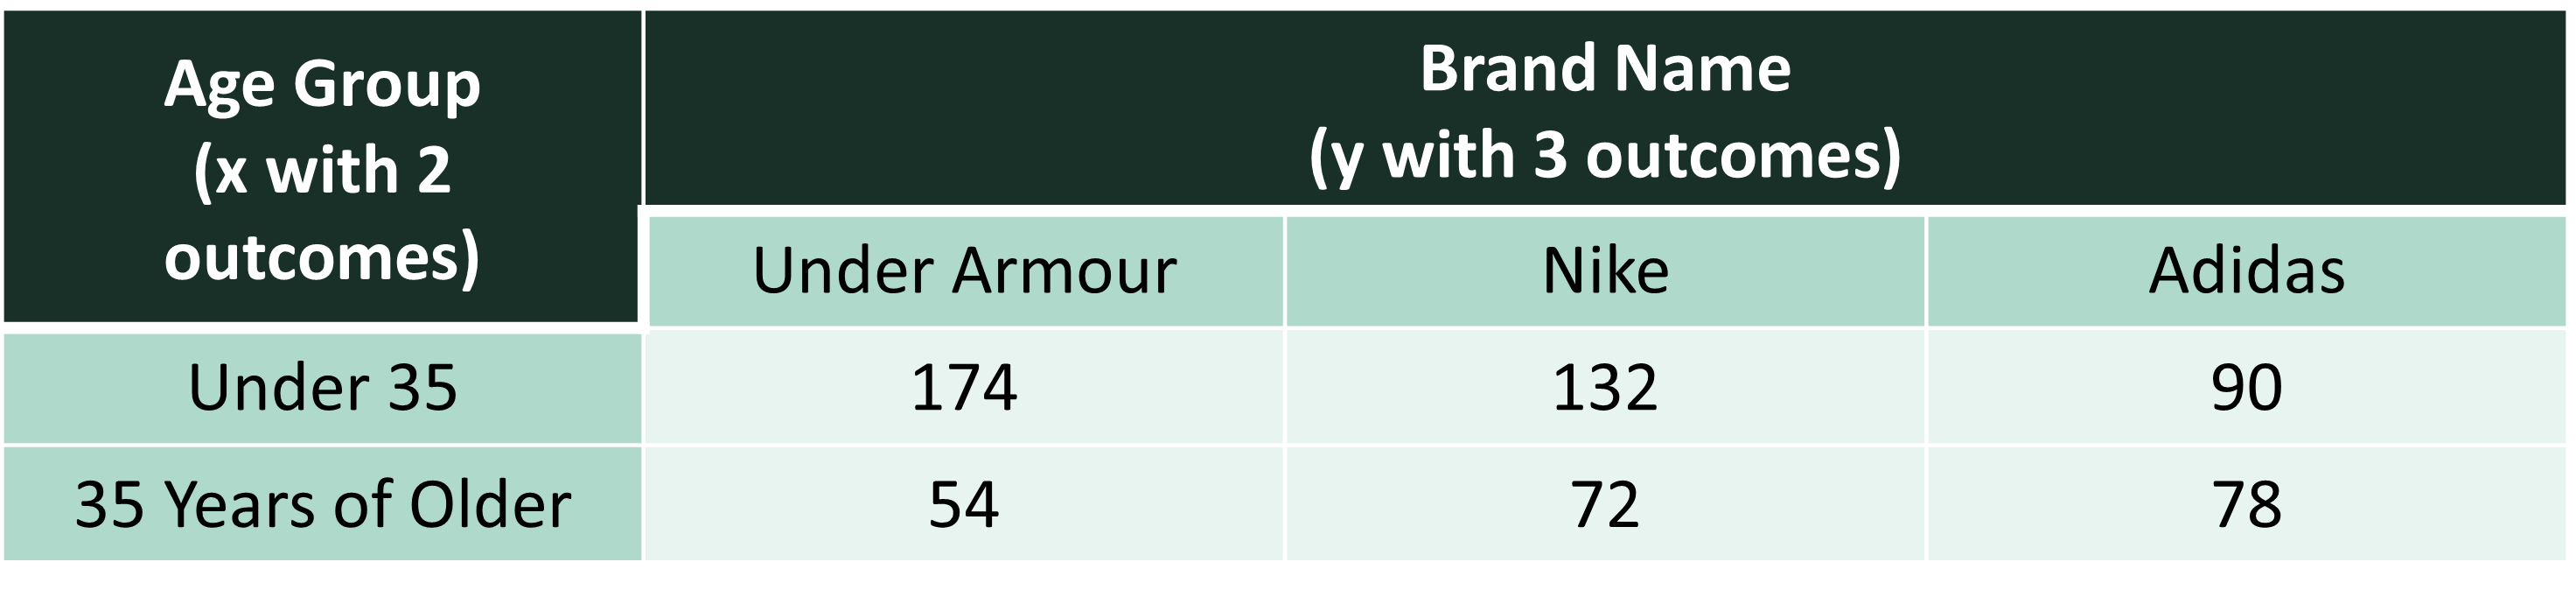 Age Group
(x with 2
outcomes)
Brand Name
(y with 3 outcomes)
Under Armour Nike Adidas
Under 35 174 132 90
35 Years of Older 54 72 78